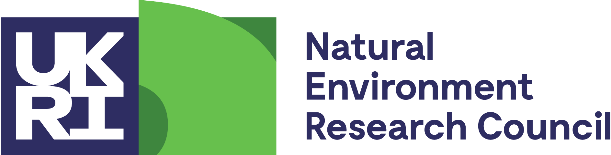 UK
RI
Natural
Environment
Research Council